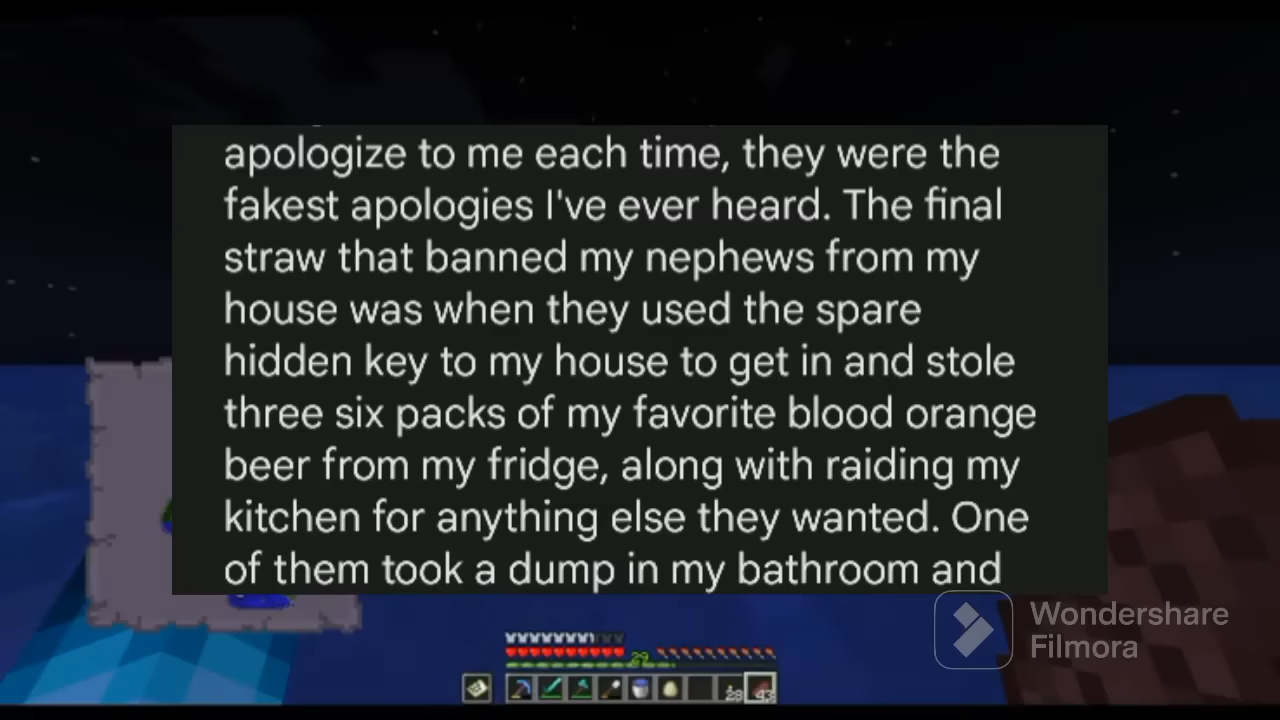 apologize to me each time, they were the
fakest apologies I've ever heard. The final
straw that banned my nephews from my
house was when they used the spare
hidden key to my house to get in and stole
three six packs of my favorite blood orange
beer from my fridge, along with raiding my
kitchen for anything else they wanted. One
of them took a dump in my bathroom and
Wondershare
Filmora
29
28
43